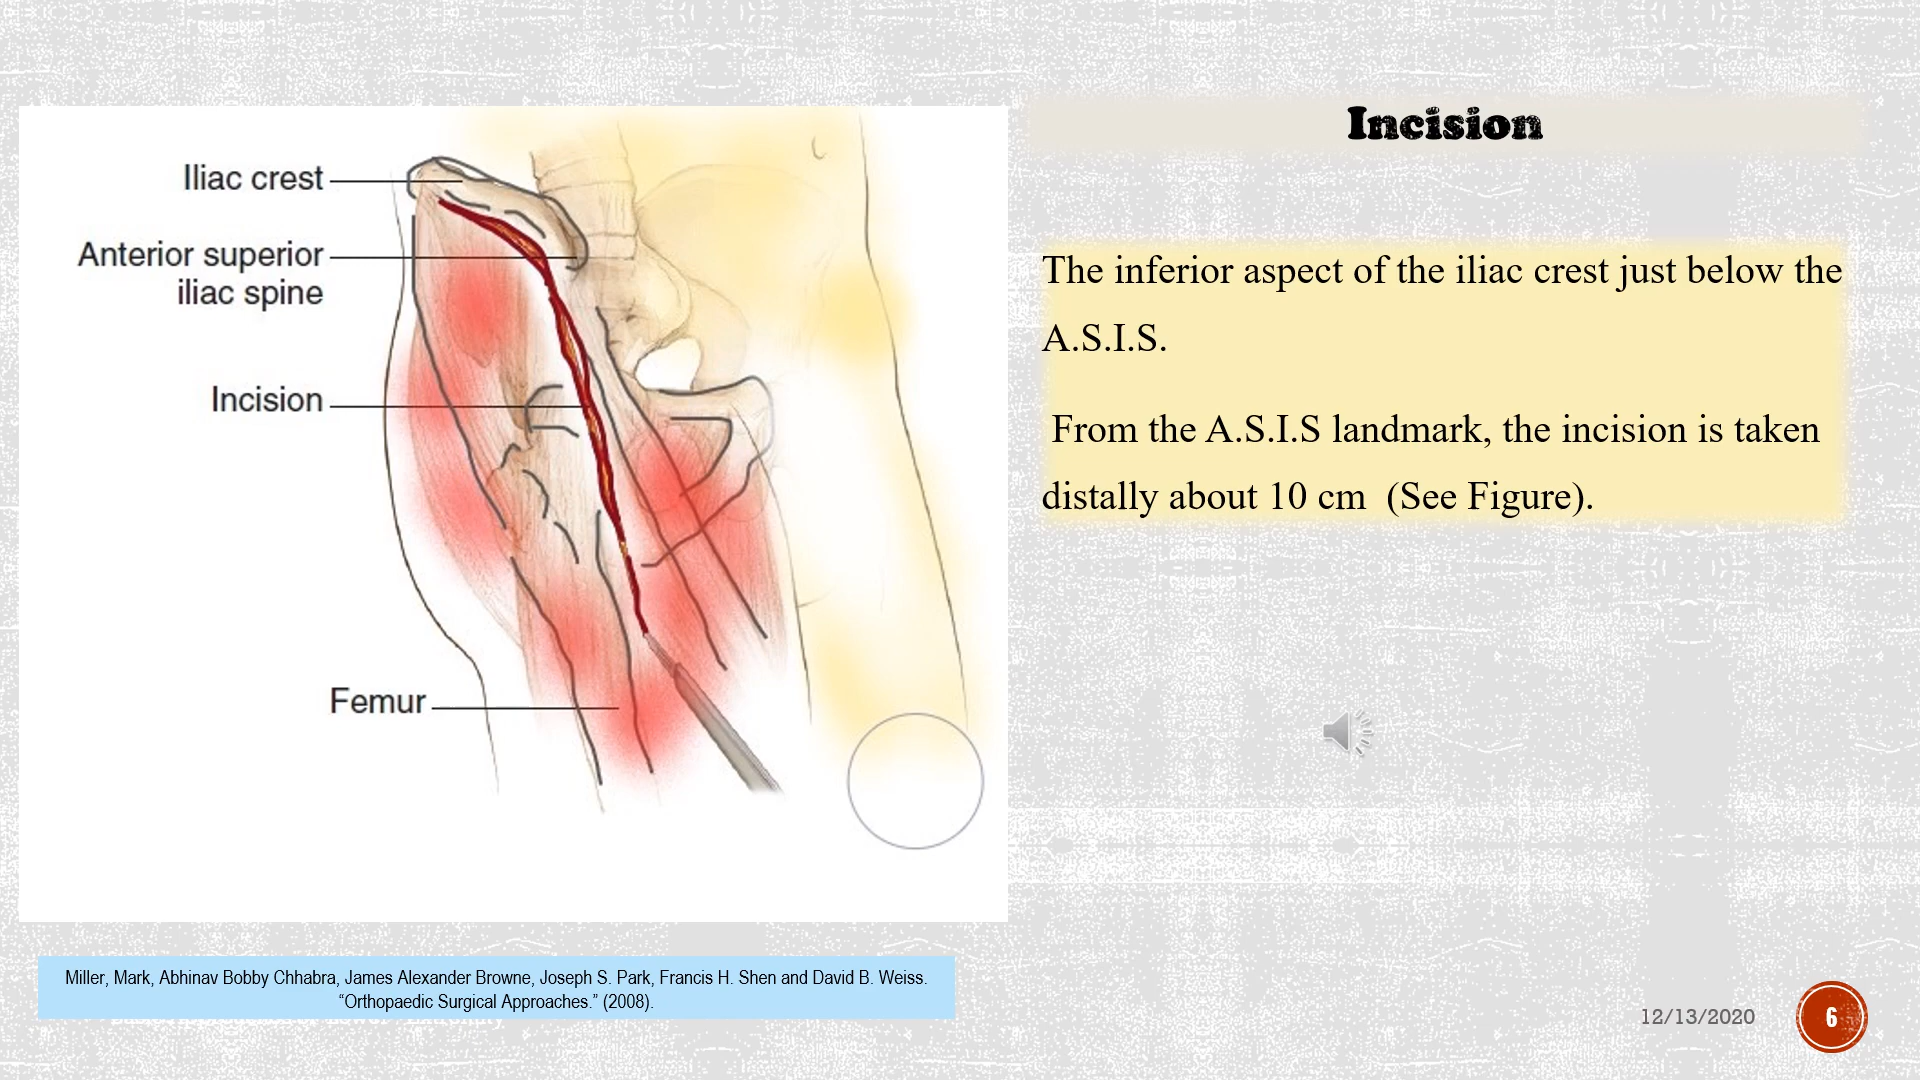 Incision
Iliac crest
Anterior superior
iliac spine
Incision
Femur
The inferior aspect of the iliac crest just below the
A.S.I.S.
From the A.S.I.S landmark, the incision is taken
distally about 10 cm  (See Figure).
Miller, Mark, Abhinav Bobby Chhabra, James Alexander Browne, Joseph S. Park, Francis H. Shen and David B. Weiss.
“Orthopaedic Surgical Approaches.” (2008).
12/13/2020
6